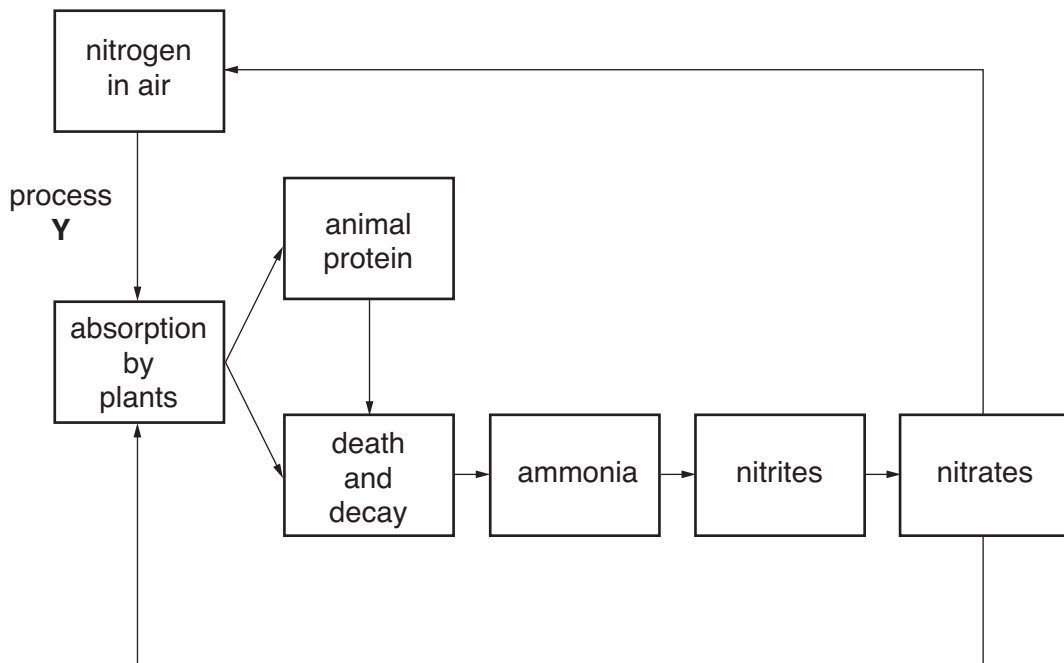 nitrogen
in air
process
Y
animal
protein
absorption
by
plants
death
and
decay
ammonia
nitrites
nitrates